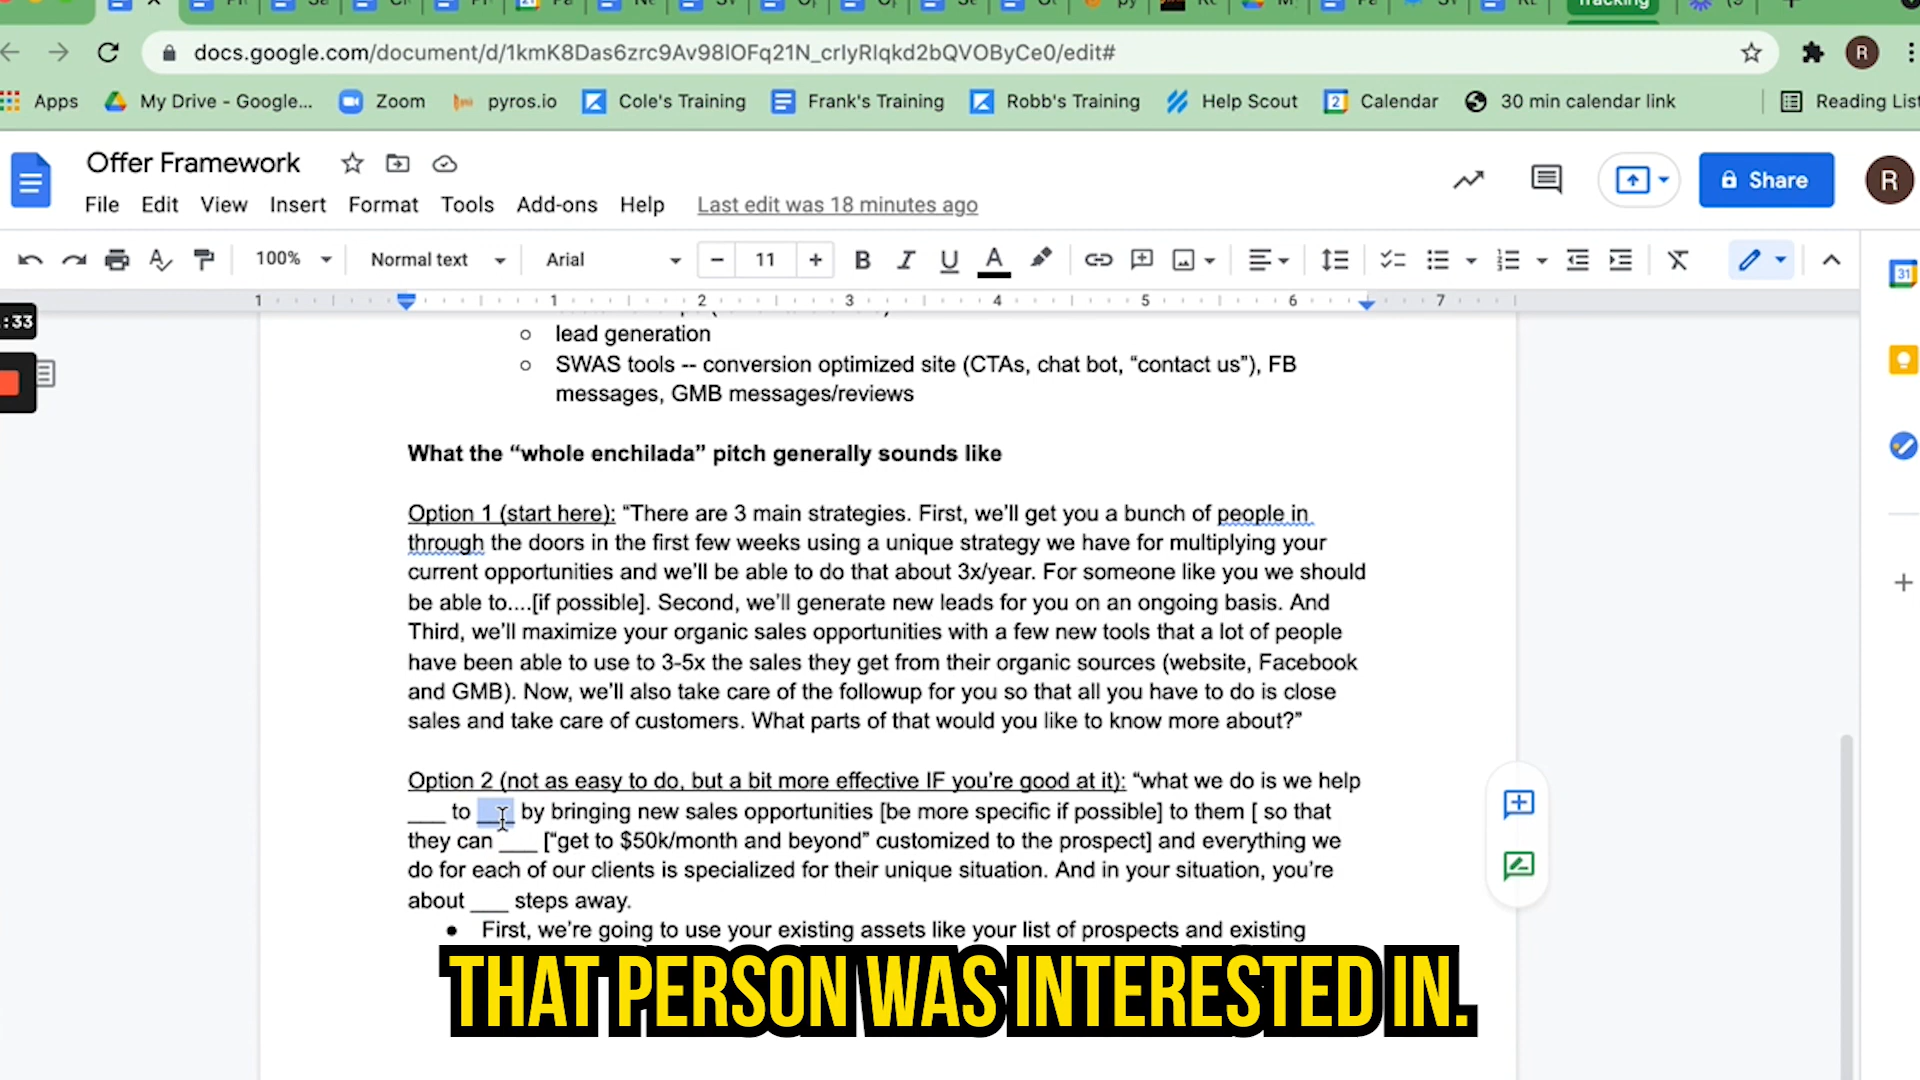 docs.google.com/document/d/1kmK8Das6zrc9Av98lOFq21N_crIyRlqkd2bQVOByCe0/edit#
R
Apps My Drive - Google... Zoom pyros.io Cole's Training Frank's Training Robb's Training Help Scout 2 Calendar 30 min calendar link Reading List
Offer Framework
Share
R
File Edit View Insert Format Tools Add-ons Help Last edit was 18 minutes ago
100% Normal text Arial 11 B I U A
31
1 1 2 3 4 5 6 7
:33
lead generation
SWAS tools -- conversion optimized site (CTAs, chat bot, “contact us”), FB
messages, GMB messages/reviews
What the “whole enchilada” pitch generally sounds like
Option 1 (start here): “There are 3 main strategies. First, we’ll get you a bunch of people in
through the doors in the first few weeks using a unique strategy we have for multiplying your
current opportunities and we’ll be able to do that about 3x/year. For someone like you we should
be able to....[if possible]. Second, we’ll generate new leads for you on an ongoing basis. And
Third, we’ll maximize your organic sales opportunities with a few new tools that a lot of people
have been able to use to 3-5x the sales they get from their organic sources (website, Facebook
and GMB). Now, we’ll also take care of the followup for you so that all you have to do is close
sales and take care of customers. What parts of that would you like to know more about?”
Option 2 (not as easy to do, but a bit more effective IF you’re good at it): “what we do is we help
___ to ___ by bringing new sales opportunities [be more specific if possible] to them [ so that
they can ___ [“get to $50k/month and beyond” customized to the prospect] and everything we
do for each of our clients is specialized for their unique situation. And in your situation, you’re
about ___ steps away.
● First, we’re going to use your existing assets like your list of prospects and existing
THAT PERSON WAS INTERESTED IN.